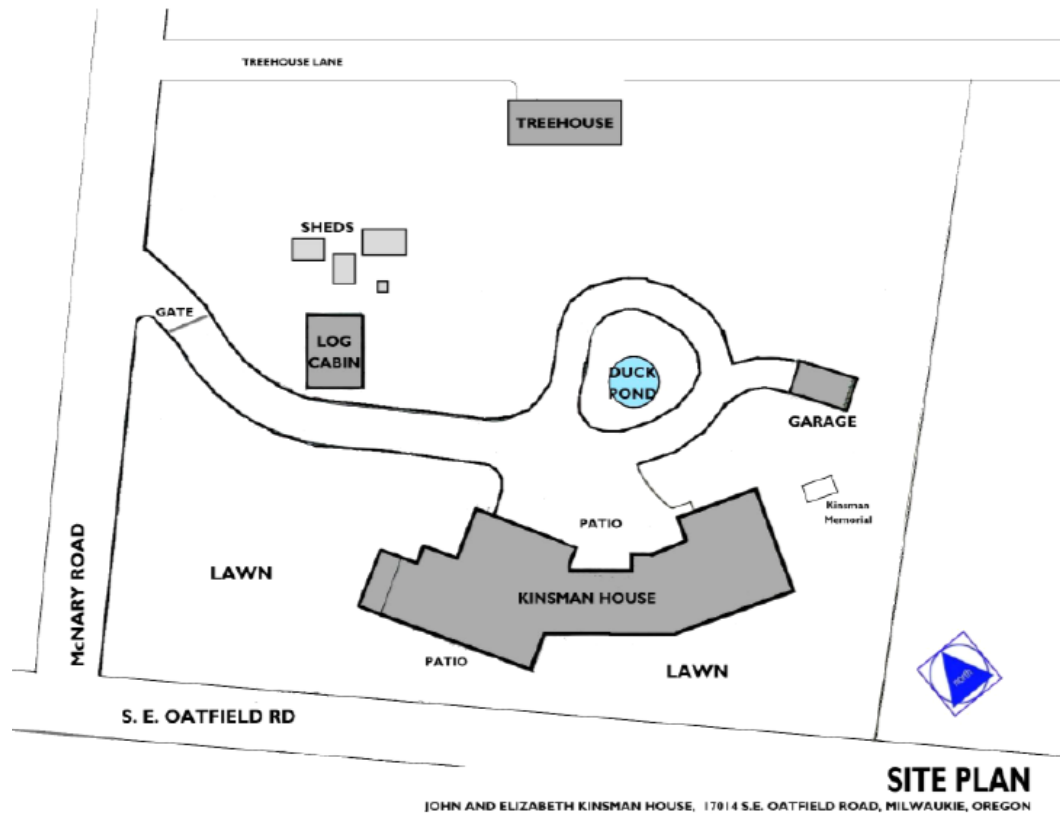 TREEHOUSE LANE
TREEHOUSE
SHEDS
GATE
LOG
CABIN
DUCK
POND
GARAGE
Kinsman
Memorial
PATIO
McNARY ROAD
LAWN
KINSMAN HOUSE
PATIO
LAWN
north
S. E. OATFIELD RD
SITE PLAN
JOHN AND ELIZABETH KINSMAN HOUSE, 17014 S.E. OATFIELD ROAD, MILWAUKIE, OREGON